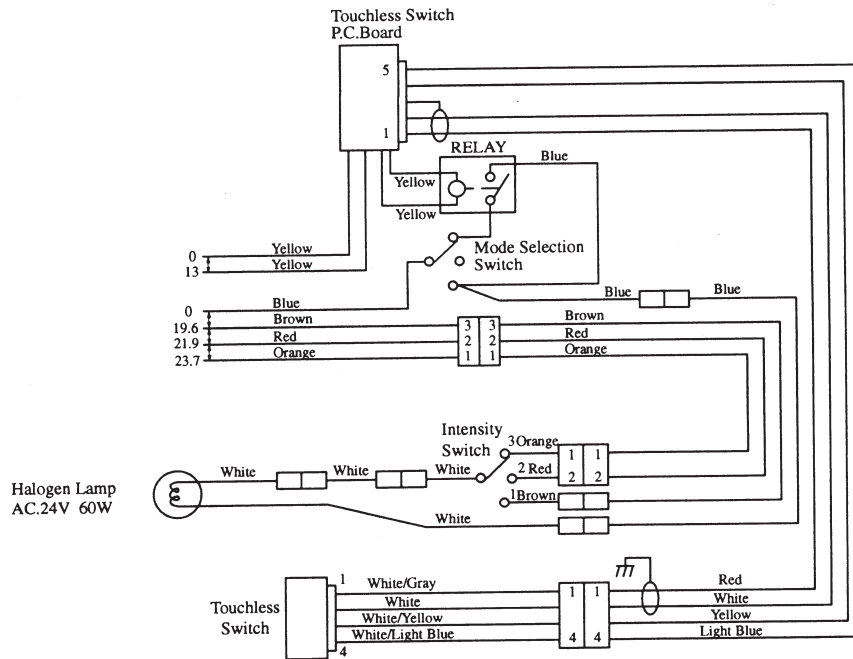 Touchless Switch
P.C.Board
5
1
RELAY
Blue
Yellow
Yellow
0 Yellow
13 Yellow
Mode Selection
Switch
Blue Blue
0 Blue
19.6 Brown 3 3 Brown
21.9 Red 2 2 Red
23.7 Orange 1 1 Orange
Intensity
Switch
3 Orange 1 1
White White White 2 Red 2 2
Halogen Lamp
AC.24V 60W
1 Brown
White
1 White/Gray 1 1 Red
White White
Touchless
Switch
White/Yellow Yellow
White/Light Blue 4 4 Light Blue
4